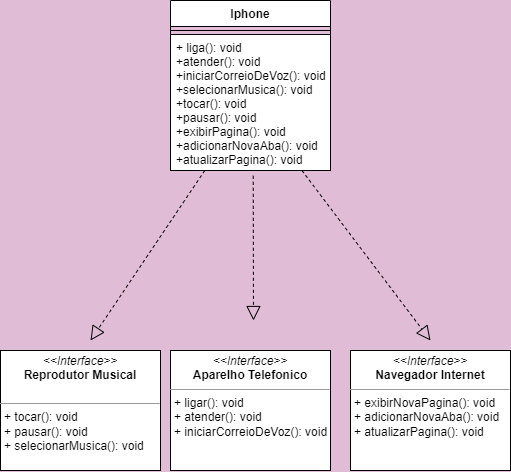 Iphone
+ liga(): void
+atender(): void
+iniciarCorreioDeVoz(): void
+selecionarMusica(): void
+tocar(): void
+pausar(): void
+exibirPagina(): void
+adicionarNovaAba(): void
+atualizarPagina(): void
<<Interface>>
Reprodutor Musical
+ tocar(): void
+ pausar(): void
+ selecionarMusica(): void
<<Interface>>
Aparelho Telefonico
+ ligar(): void
+ atender(): void
+ iniciarCorreioDeVoz(): void
<<Interface>>
Navegador Internet
+ exibirNovaPagina(): void
+ adicionarNovaAba(): void
+ atualizarPagina(): void